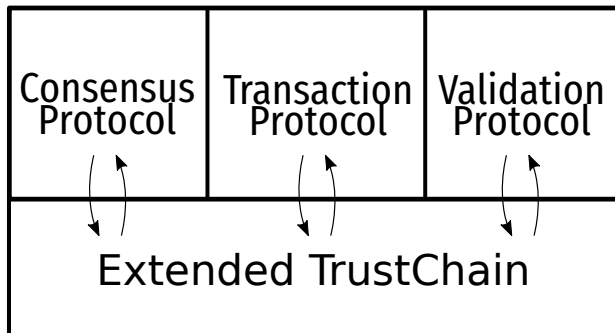 Consensus
Protocol
Transaction
Protocol
Validation
Protocol
Extended TrustChain